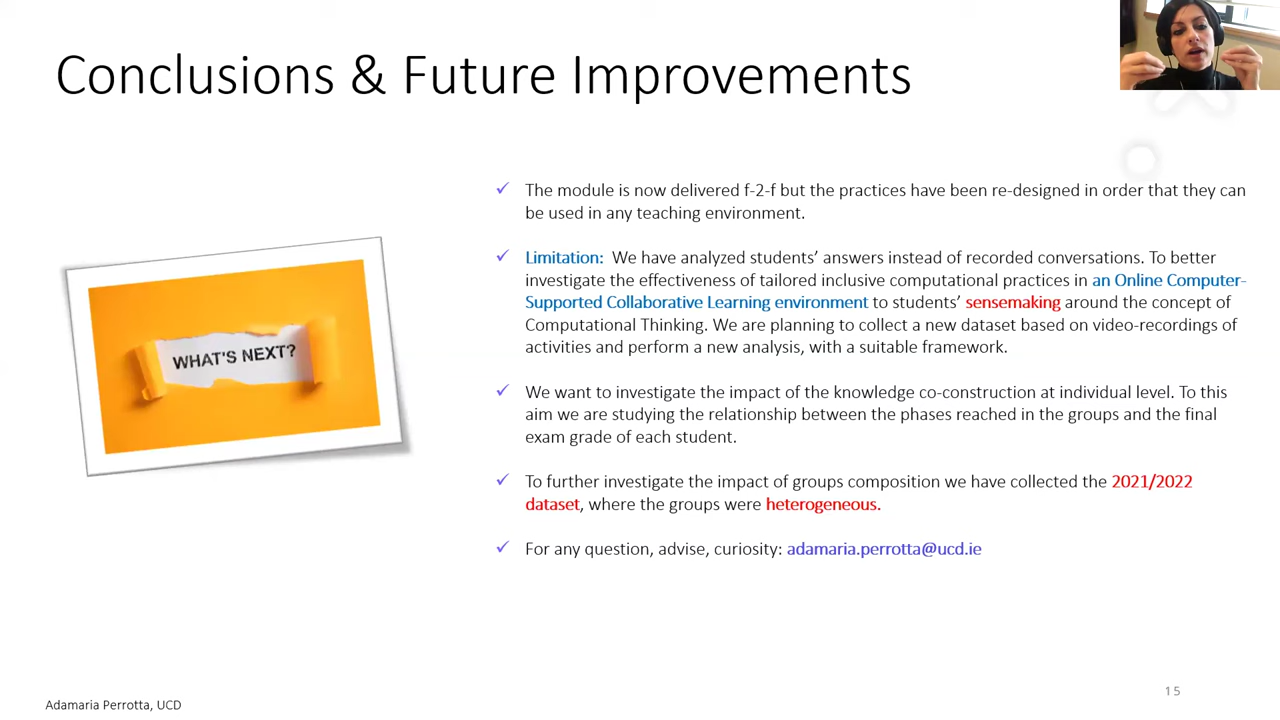 Conclusions & Future Improvements
The module is now delivered f-2-f but the practices have been re-designed in order that they can
be used in any teaching environment.
Limitation: We have analyzed students’ answers instead of recorded conversations. To better
investigate the effectiveness of tailored inclusive computational practices in an Online Computer-
Supported Collaborative Learning environment to students’ sensemaking around the concept of
Computational Thinking. We are planning to collect a new dataset based on video-recordings of
activities and perform a new analysis, with a suitable framework.
WHAT'S NEXT?
We want to investigate the impact of the knowledge co-construction at individual level. To this
aim we are studying the relationship between the phases reached in the groups and the final
exam grade of each student.
To further investigate the impact of groups composition we have collected the 2021/2022
dataset, where the groups were heterogeneous.
For any question, advise, curiosity: adamaria.perrotta@ucd.ie
15
Adamaria Perrotta, UCD